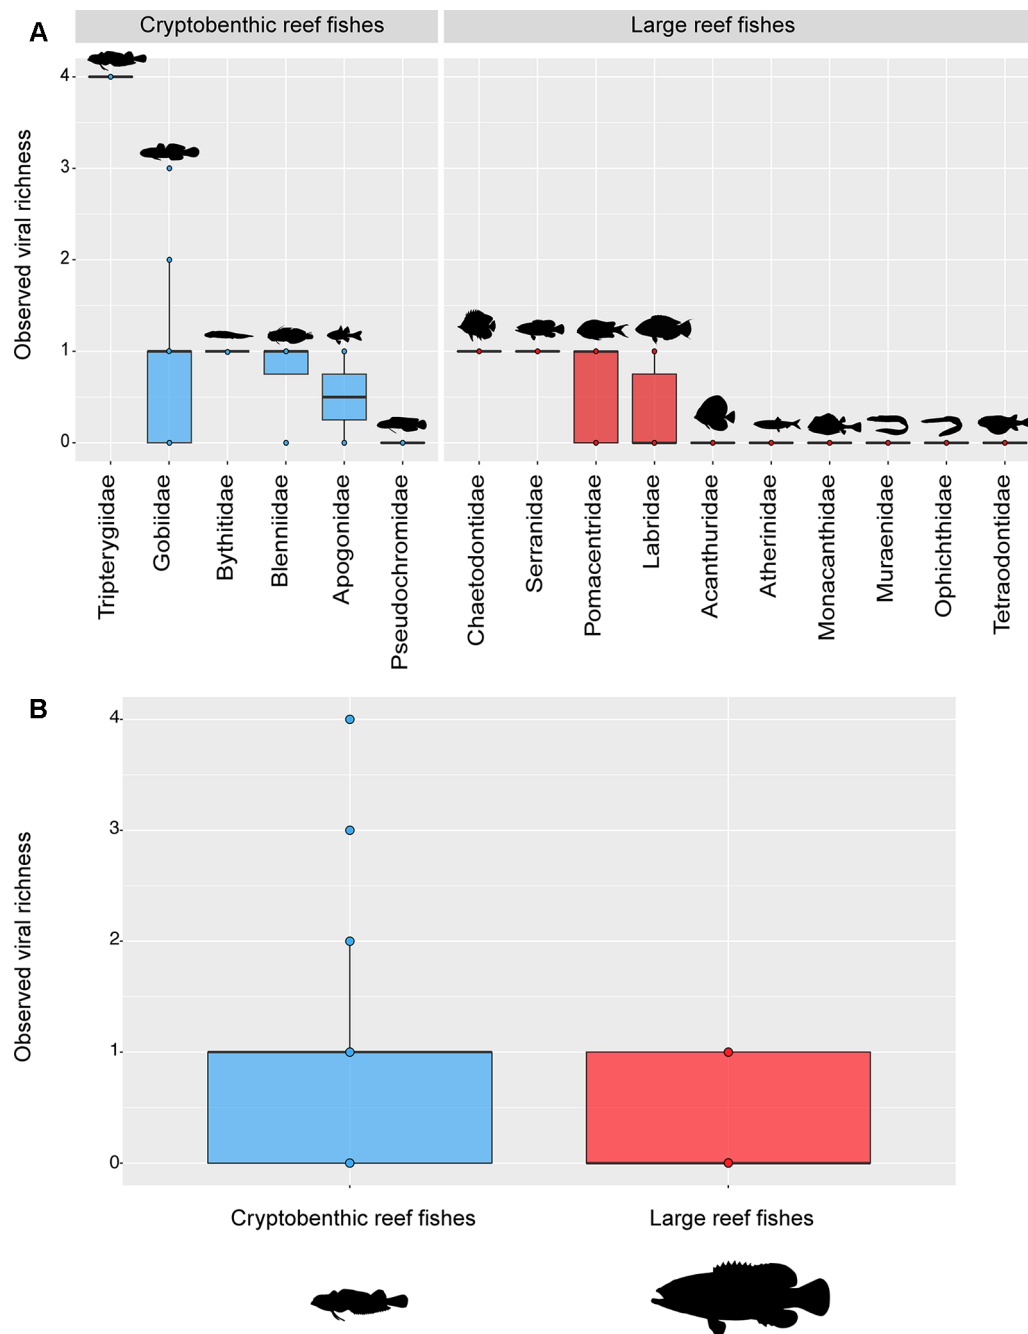 A
Cryptobenthic reef fishes
Large reef fishes
Observed viral richness
4
3
2
1
0
Tripterygiidae
Gobiidae
Bythitidae
Blenniidae
Apogonidae
Pseudochromidae
Chaetodontidae
Serranidae
Pomacentridae
Labridae
Acanthuridae
Atherinidae
Monacanthidae
Muraenidae
Ophichthidae
Tetraodontidae
B
Observed viral richness
4
3
2
1
0
Cryptobenthic reef fishes
Large reef fishes